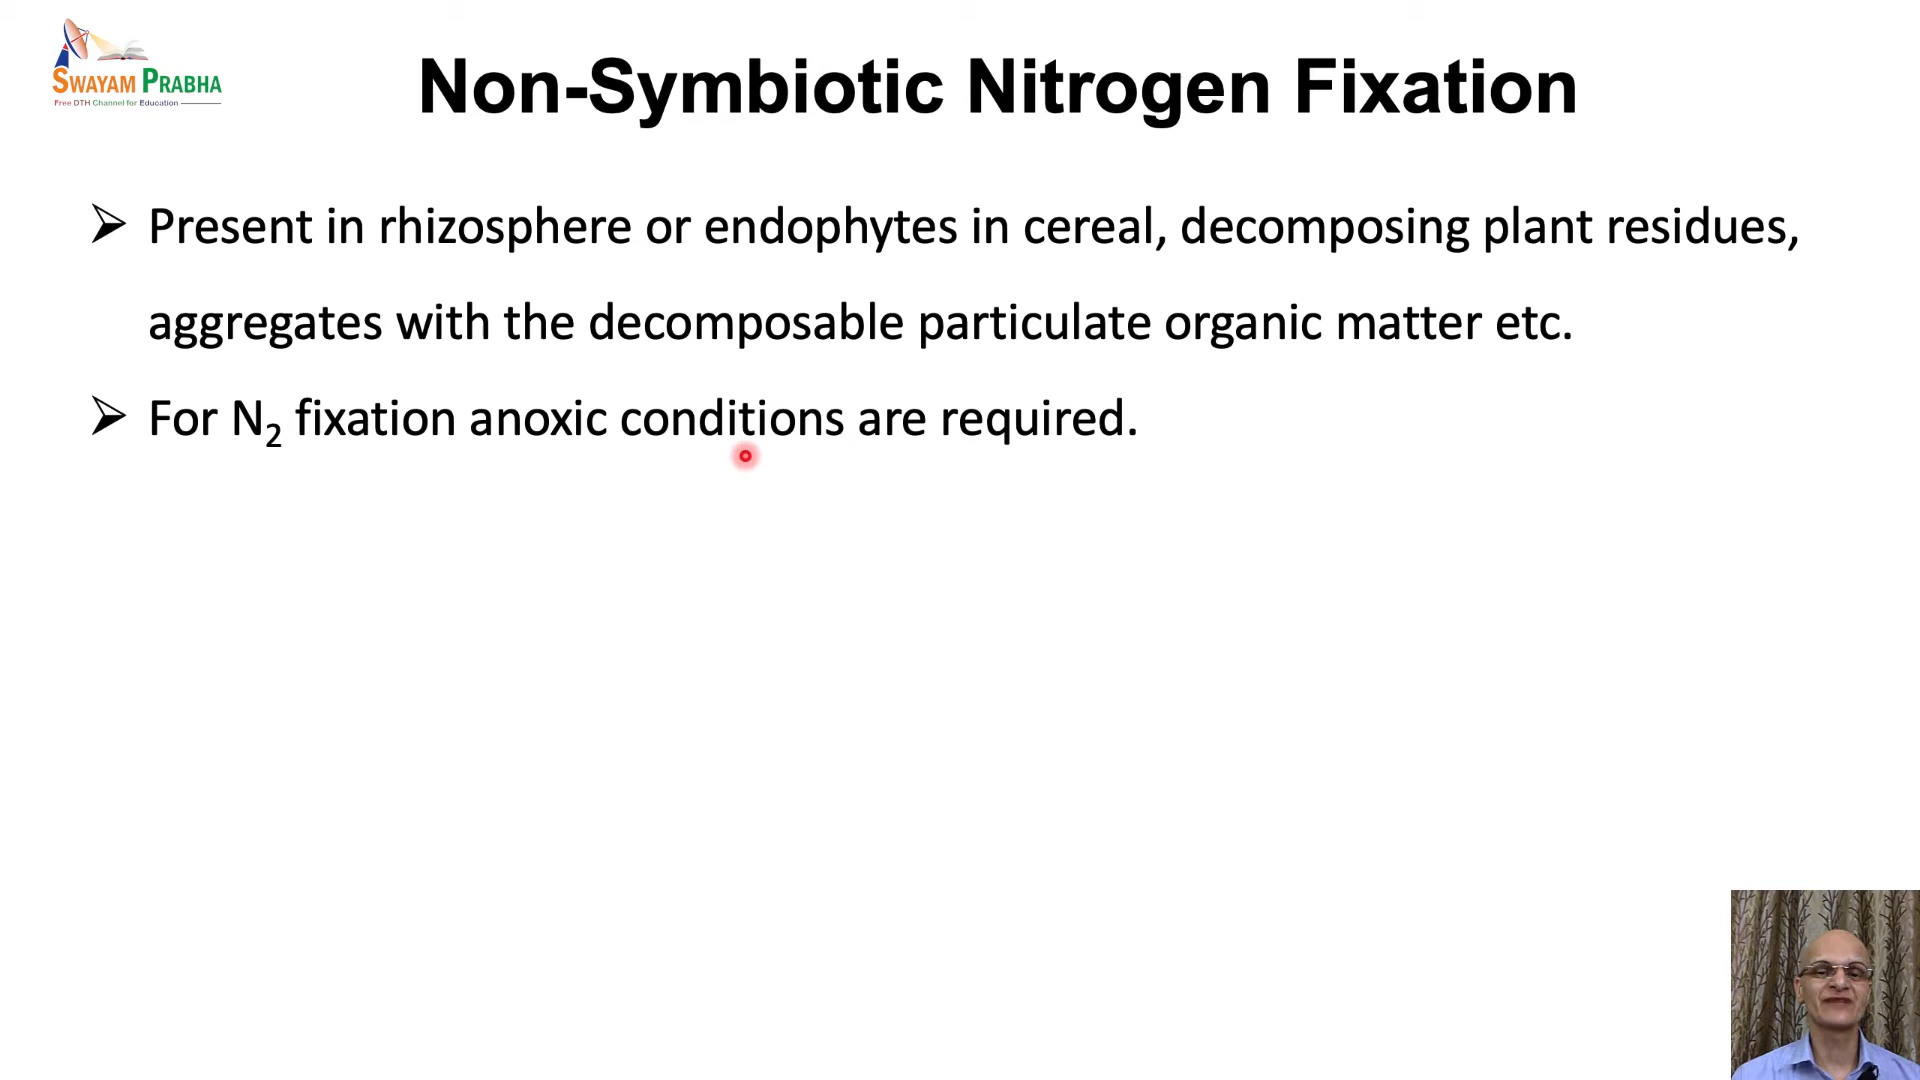 SWAYAM PRABHA
Free DTH Channel for Education
Non-Symbiotic Nitrogen Fixation
➢ Present in rhizosphere or endophytes in cereal, decomposing plant residues,
aggregates with the decomposable particulate organic matter etc.
➢ For N₂ fixation anoxic conditions are required.